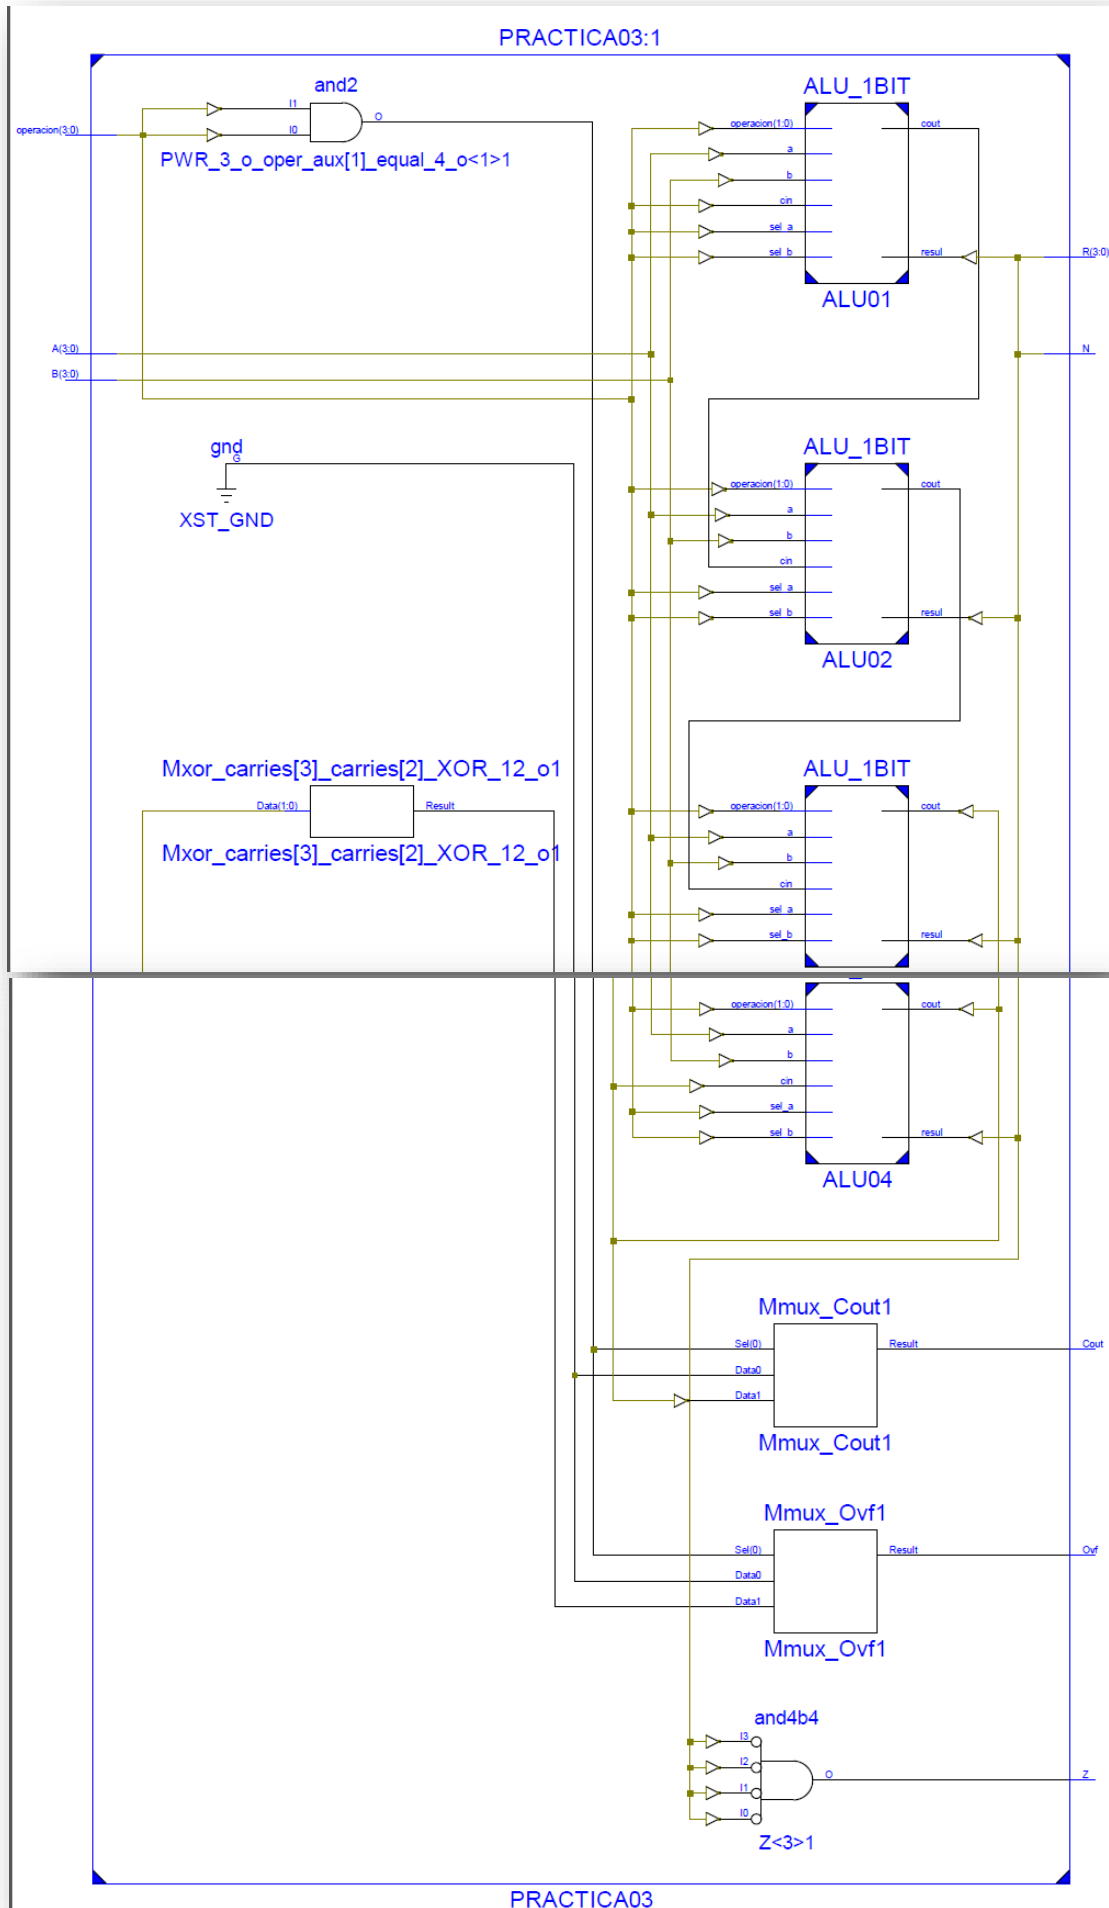 PRACTICA03:1
and2
I1
I0
O
operacion(3:0)
PWR_3_o_oper_aux[1]_equal_4_o<1>1
ALU_1BIT
operacion(1:0)
a
b
cin
sel_a
sel_b
cout
resul
ALU01
R(3:0)
N
A(3:0)
B(3:0)
gnd
G
XST_GND
ALU_1BIT
operacion(1:0)
a
b
cin
sel_a
sel_b
cout
resul
ALU02
Mxor_carries[3]_carries[2]_XOR_12_o1
Data(1:0)
Result
Mxor_carries[3]_carries[2]_XOR_12_o1
ALU_1BIT
operacion(1:0)
a
b
cin
sel_a
sel_b
cout
resul
operacion(1:0)
a
b
cin
sel_a
sel_b
cout
resul
ALU04
Mmux_Cout1
Sel(0)
Data0
Data1
Result
Cout
Mmux_Cout1
Mmux_Ovf1
Sel(0)
Data0
Data1
Result
Ovf
Mmux_Ovf1
and4b4
I3
I2
I1
I0
O
Z
Z<3>1
PRACTICA03